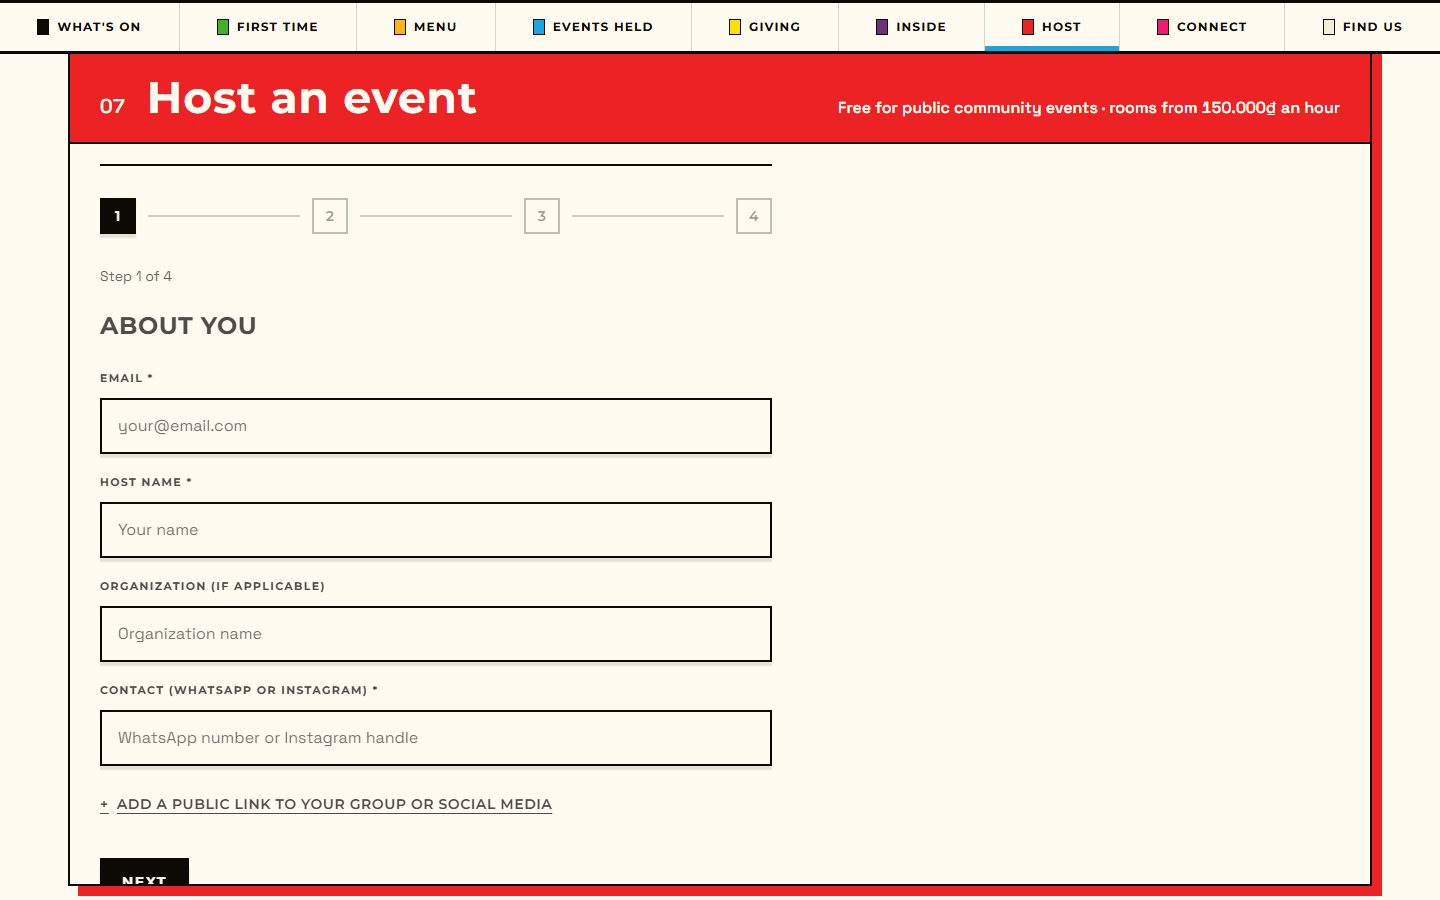 WHAT'S ON
FIRST TIME
MENU
EVENTS HELD
GIVING
INSIDE
HOST
CONNECT
FIND US
07 Host an event
Free for public community events · rooms from 150.000₫ an hour
1
2
3
4
Step 1 of 4
ABOUT YOU
EMAIL *
your@email.com
HOST NAME *
Your name
ORGANIZATION (IF APPLICABLE)
Organization name
CONTACT (WHATSAPP OR INSTAGRAM) *
WhatsApp number or Instagram handle
+ ADD A PUBLIC LINK TO YOUR GROUP OR SOCIAL MEDIA
NEXT